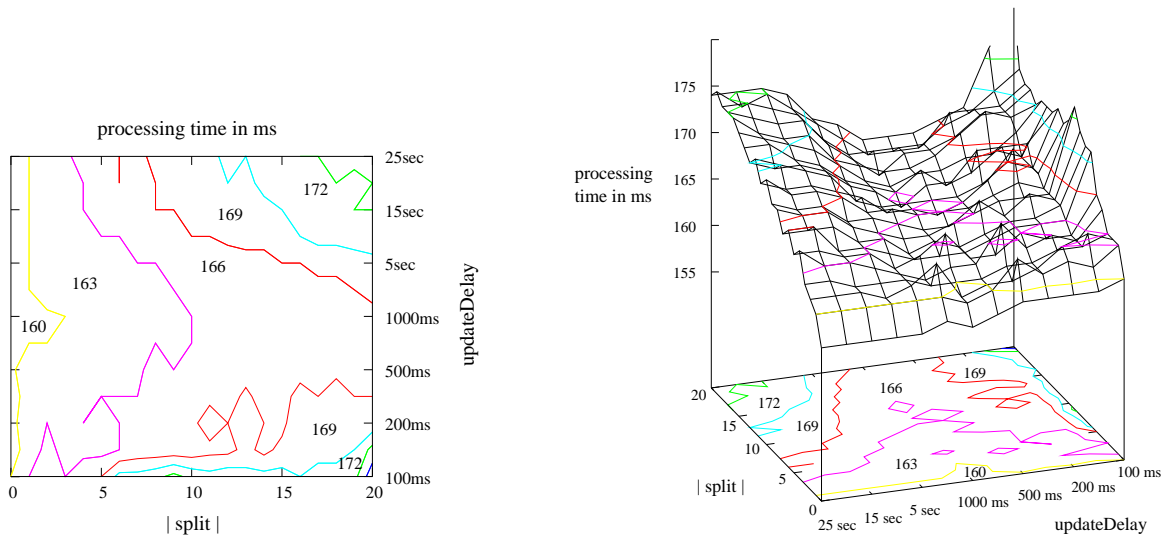 processing time in ms
25sec
172
15sec
169
166
5sec
163
updateDelay
160
1000ms
500ms
200ms
169
172
100ms
0
5
10
15
20
| split |
175
170
processing
time in ms
165
160
155
20
169
166
172
15
169
10
163
160
5
| split |
0
100 ms
200 ms
500 ms
1000 ms
5 sec
15 sec
25 sec
updateDelay